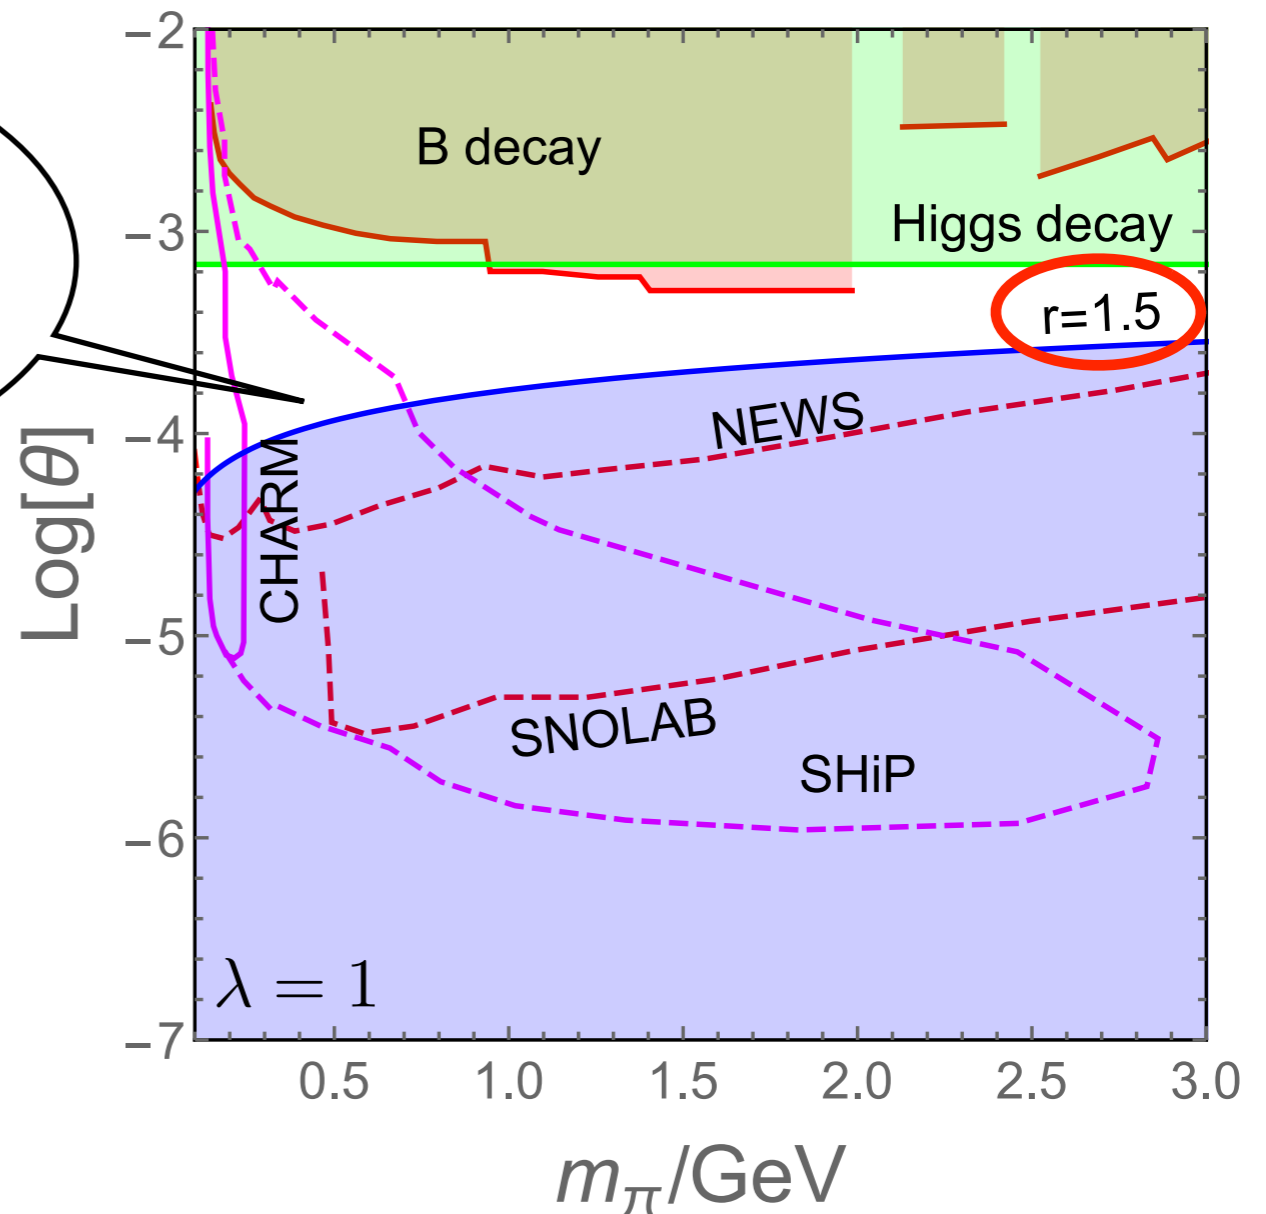 −2
B decay
−3
Higgs decay
r=1.5
−4
NEWS
CHARM
Log[θ]
−5
SNOLAB
SHiP
−6
λ = 1
−7
0.5 1.0 1.5 2.0 2.5 3.0
mπ/GeV